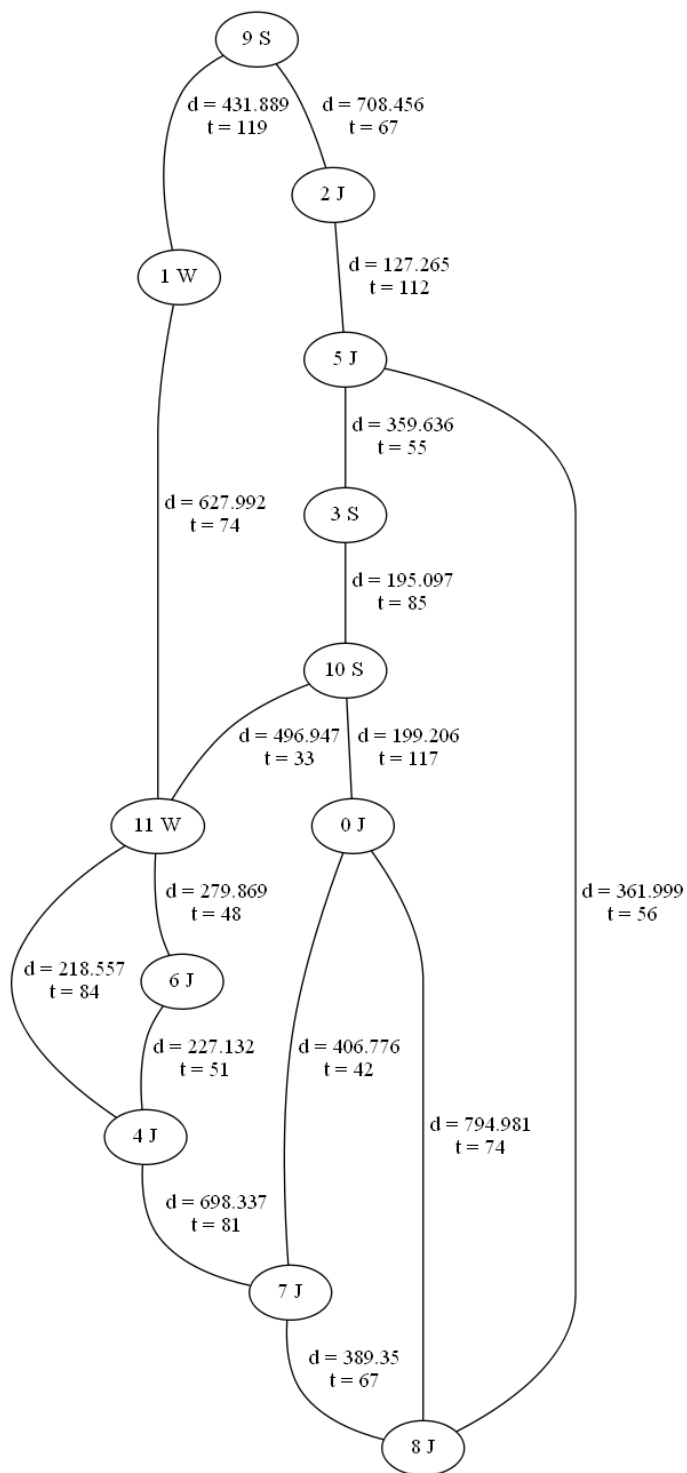 9 S
d = 431.889
t = 119
d = 708.456
t = 67
2 J
1 W
d = 127.265
t = 112
5 J
d = 359.636
t = 55
d = 627.992
t = 74
3 S
d = 195.097
t = 85
10 S
d = 496.947
t = 33
d = 199.206
t = 117
11 W
0 J
d = 279.869
t = 48
d = 361.999
t = 56
d = 218.557
t = 84
6 J
d = 227.132
t = 51
d = 406.776
t = 42
4 J
d = 794.981
t = 74
d = 698.337
t = 81
7 J
d = 389.35
t = 67
8 J